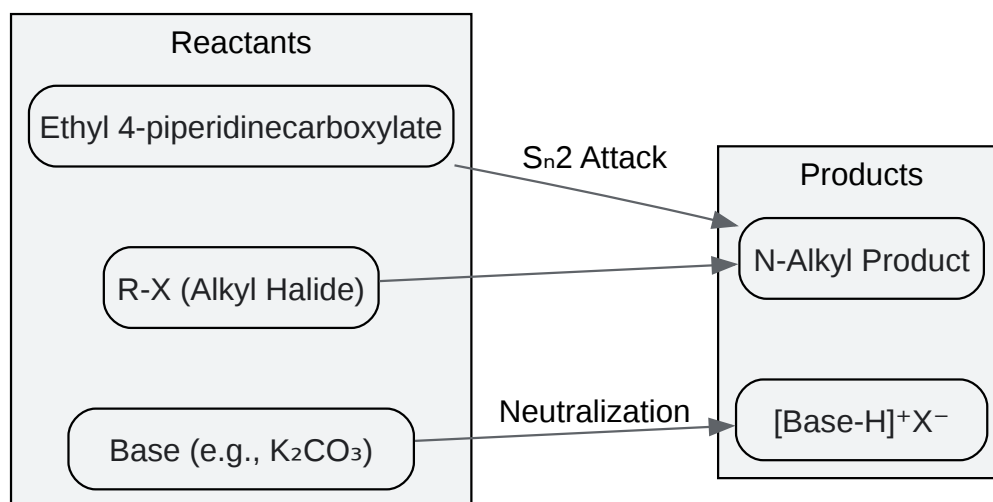 Reactants
Ethyl 4-piperidinecarboxylate
Sₙ2 Attack
Products
N-Alkyl Product
R-X (Alkyl Halide)
Neutralization
[Base-H]⁺X⁻
Base (e.g., K₂CO₃)